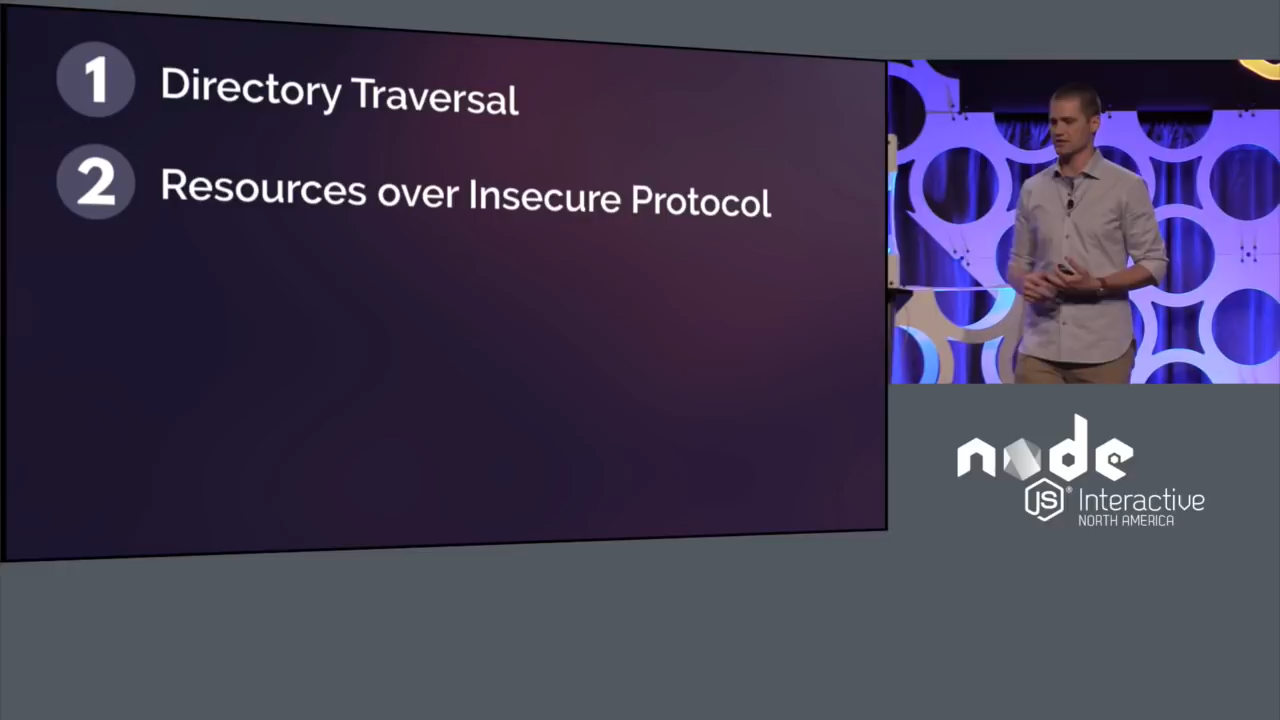 1 Directory Traversal
2 Resources over Insecure Protocol
node
JS® Interactive
NORTH AMERICA